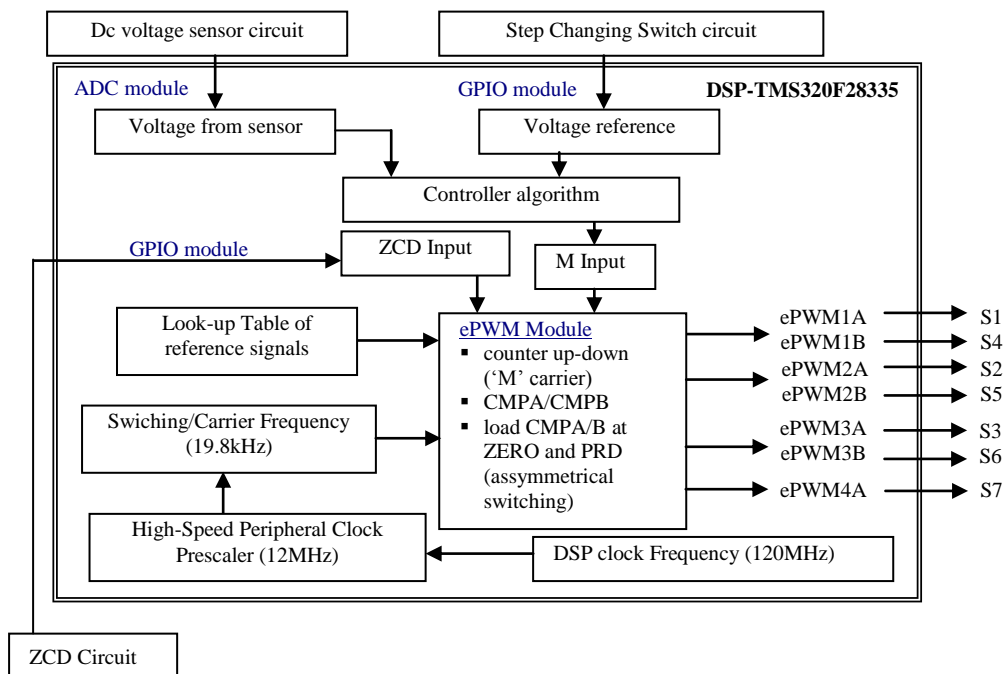 Dc voltage sensor circuit
Step Changing Switch circuit
ADC module
GPIO module
DSP-TMS320F28335
Voltage from sensor
Voltage reference
Controller algorithm
GPIO module
ZCD Input
M Input
Look-up Table of
reference signals
ePWM Module
▪ counter up-down
(‘M’ carrier)
▪ CMPA/CMPB
▪ load CMPA/B at
ZERO and PRD
(assymmetrical
switching)
Swiching/Carrier Frequency
(19.8kHz)
High-Speed Peripheral Clock
Prescaler (12MHz)
DSP clock Frequency (120MHz)
ePWM1A S1
ePWM1B S4
ePWM2A S2
ePWM2B S5
ePWM3A S3
ePWM3B S6
ePWM4A S7
ZCD Circuit